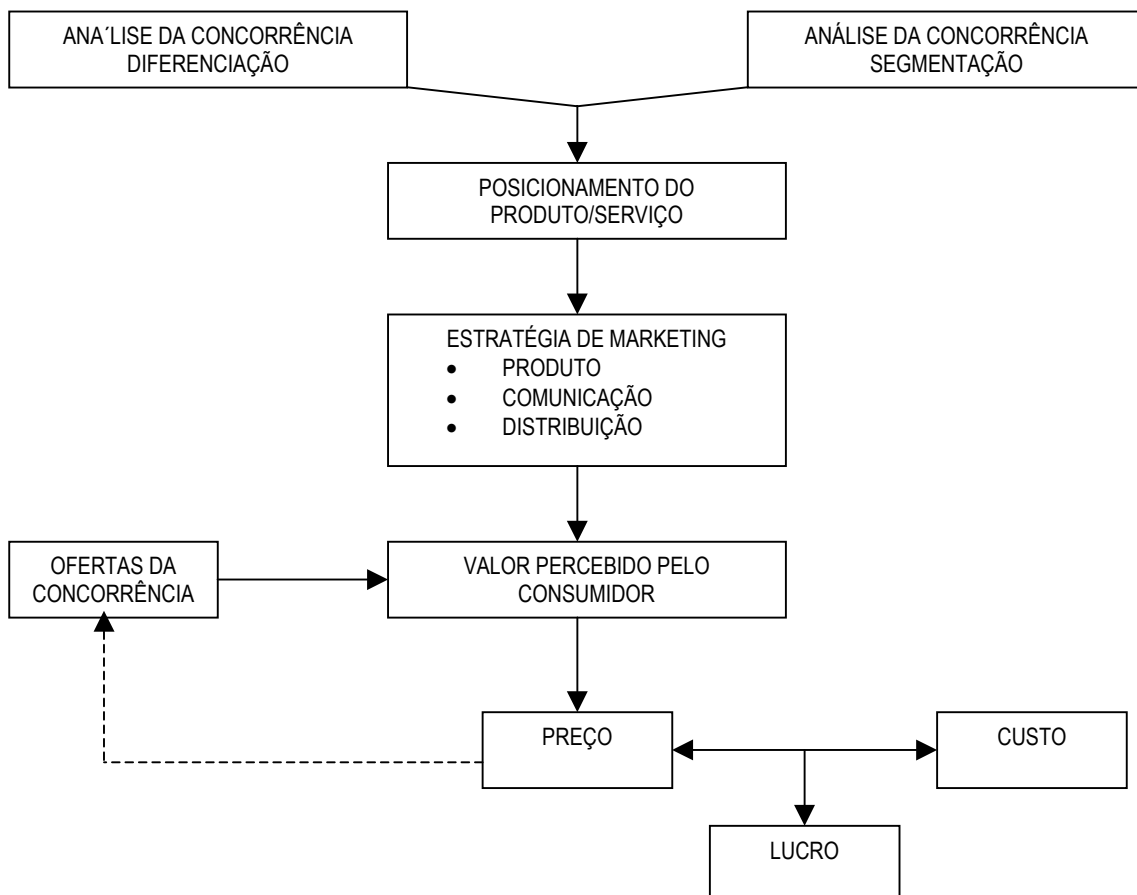 ANA´LISE DA CONCORRÊNCIA
DIFERENCIAÇÃO
ANÁLISE DA CONCORRÊNCIA
SEGMENTAÇÃO
POSICIONAMENTO DO
PRODUTO/SERVIÇO
ESTRATÉGIA DE MARKETING
• PRODUTO
• COMUNICAÇÃO
• DISTRIBUIÇÃO
OFERTAS DA
CONCORRÊNCIA
VALOR PERCEBIDO PELO
CONSUMIDOR
PREÇO
CUSTO
LUCRO